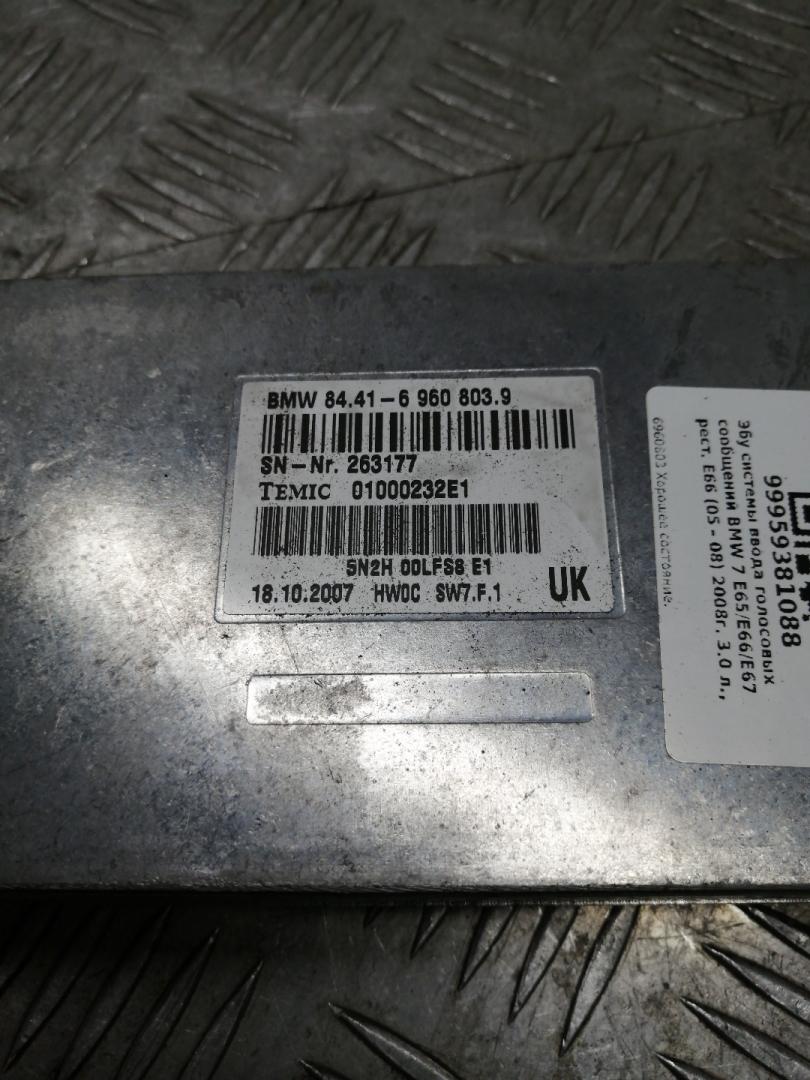 BMW 84.41-6 960 803.9
SN-Nr. 263177
TEMIC 01000232E1
5N2H 00LFS8 E1
18.10.2007 HW0C SW7.F.1 UK
99959381088
Эбу системы ввода голосовых
сообщений BMW 7 E65/E66/E67
рест. E66 (05 - 08) 2008г. 3.0 л.,
6960803 Хорошее состояние.